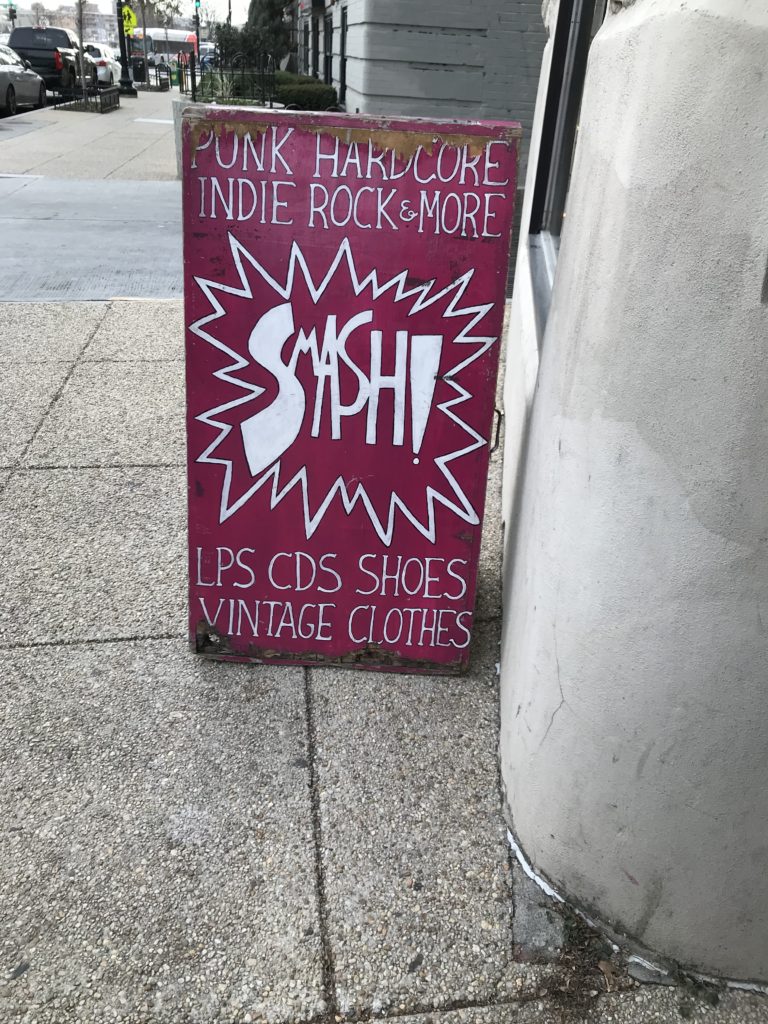 PUNK HARDCORE
INDIE ROCK & MORE
SMASH!
LPS CDS SHOES
VINTAGE CLOTHES